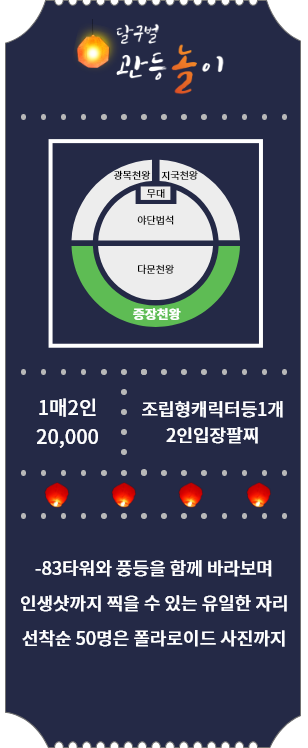 달구벌
관등놀이
광목천왕 지국천왕
무대
야단법석
다문천왕
증장천왕
1매2인
20,000
조립형캐릭터등1개
2인입장팔찌
-83타워와 풍등을 함께 바라보며
인생샷까지 찍을 수 있는 유일한 자리
선착순 50명은 폴라로이드 사진까지